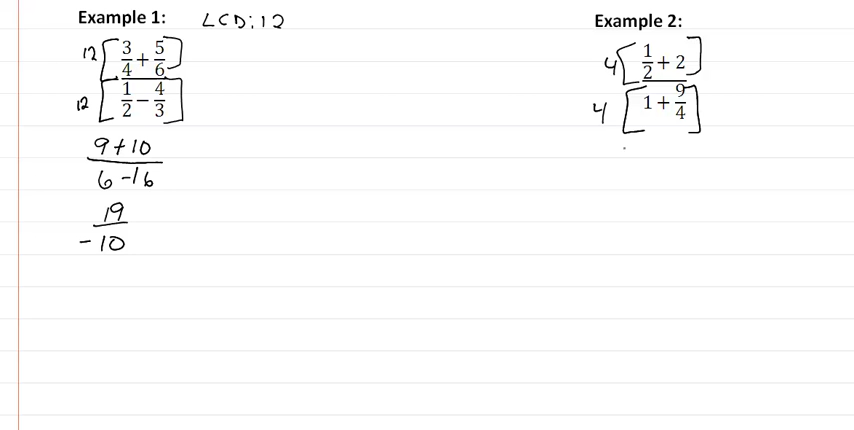 Example 1: LCD: 12
12 [ 3/4 + 5/6 ]
12 [ 1/2 − 4/3 ]
9 + 10
6 − 16
19
− 10
Example 2:
4 [ 1/2 + 2 ]
4 [ 1 + 9/4 ]